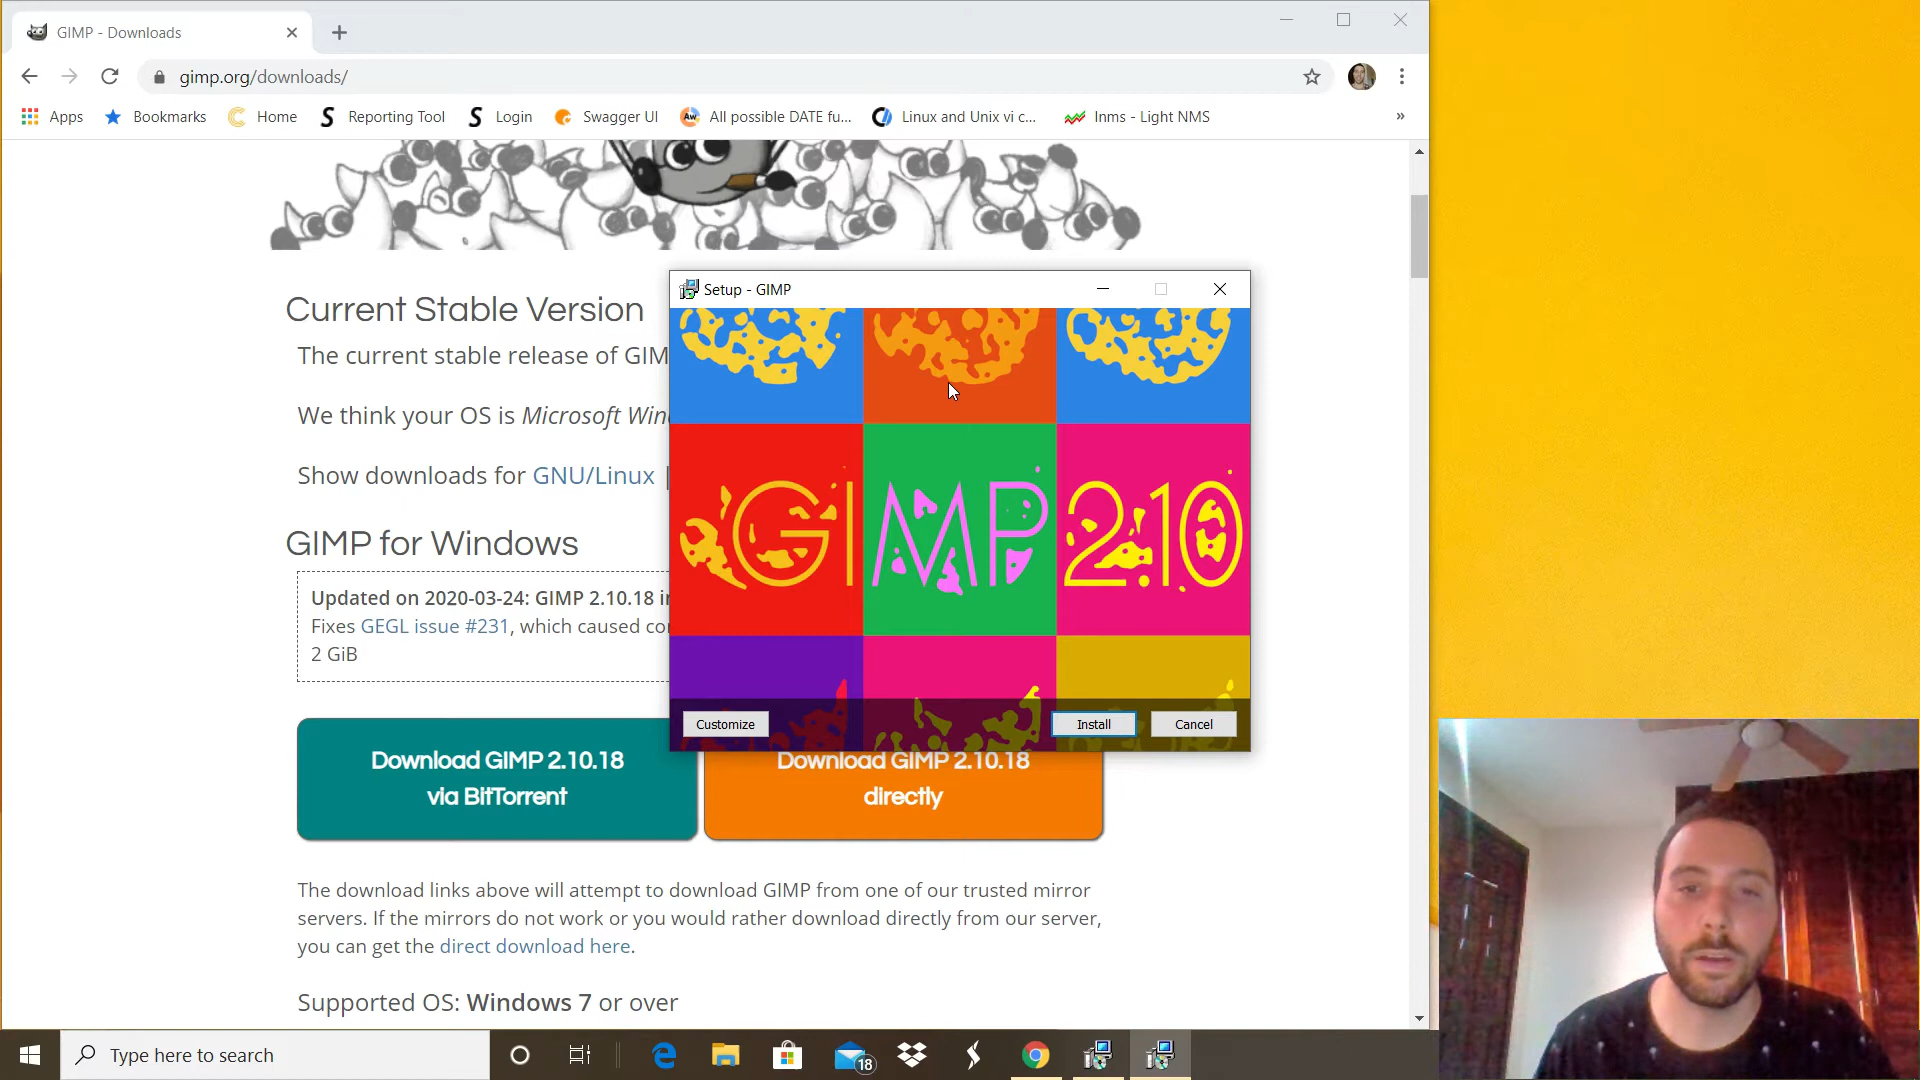 GIMP - Downloads
gimp.org/downloads/
Apps
Bookmarks
Home
Reporting Tool
Login
Swagger UI
All possible DATE fu...
Linux and Unix vi c...
lnms - Light NMS
»
Current Stable Version
The current stable release of GIM
We think your OS is Microsoft Win
Show downloads for GNU/Linux |
GIMP for Windows
Updated on 2020-03-24: GIMP 2.10.18 i
Fixes GEGL issue #231, which caused co
2 GiB
Setup - GIMP
GIMP 2.10
Customize
Install
Cancel
Download GIMP 2.10.18
via BitTorrent
Download GIMP 2.10.18
directly
The download links above will attempt to download GIMP from one of our trusted mirror
servers. If the mirrors do not work or you would rather download directly from our server,
you can get the direct download here.
Supported OS: Windows 7 or over
Type here to search
18